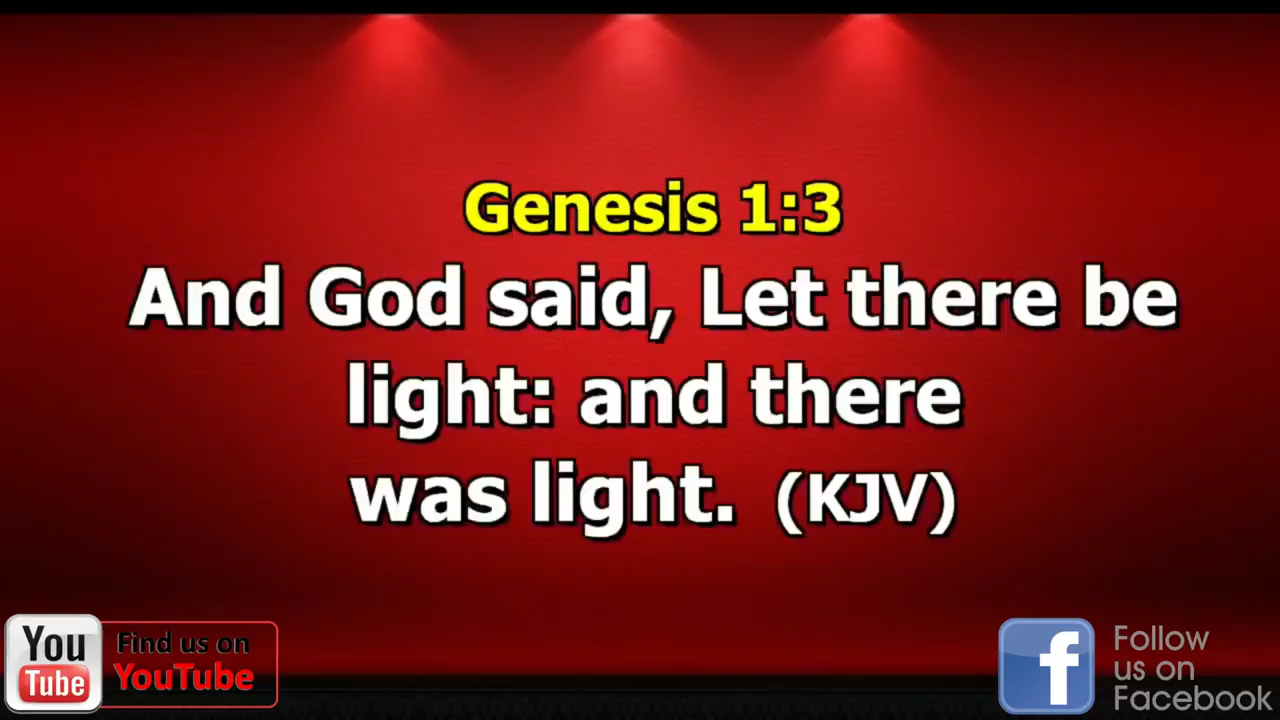 Genesis 1:3
And God said, Let there be
light: and there
was light. (KJV)
You
Tube
Find us on
YouTube
f
Follow
us on
Facebook